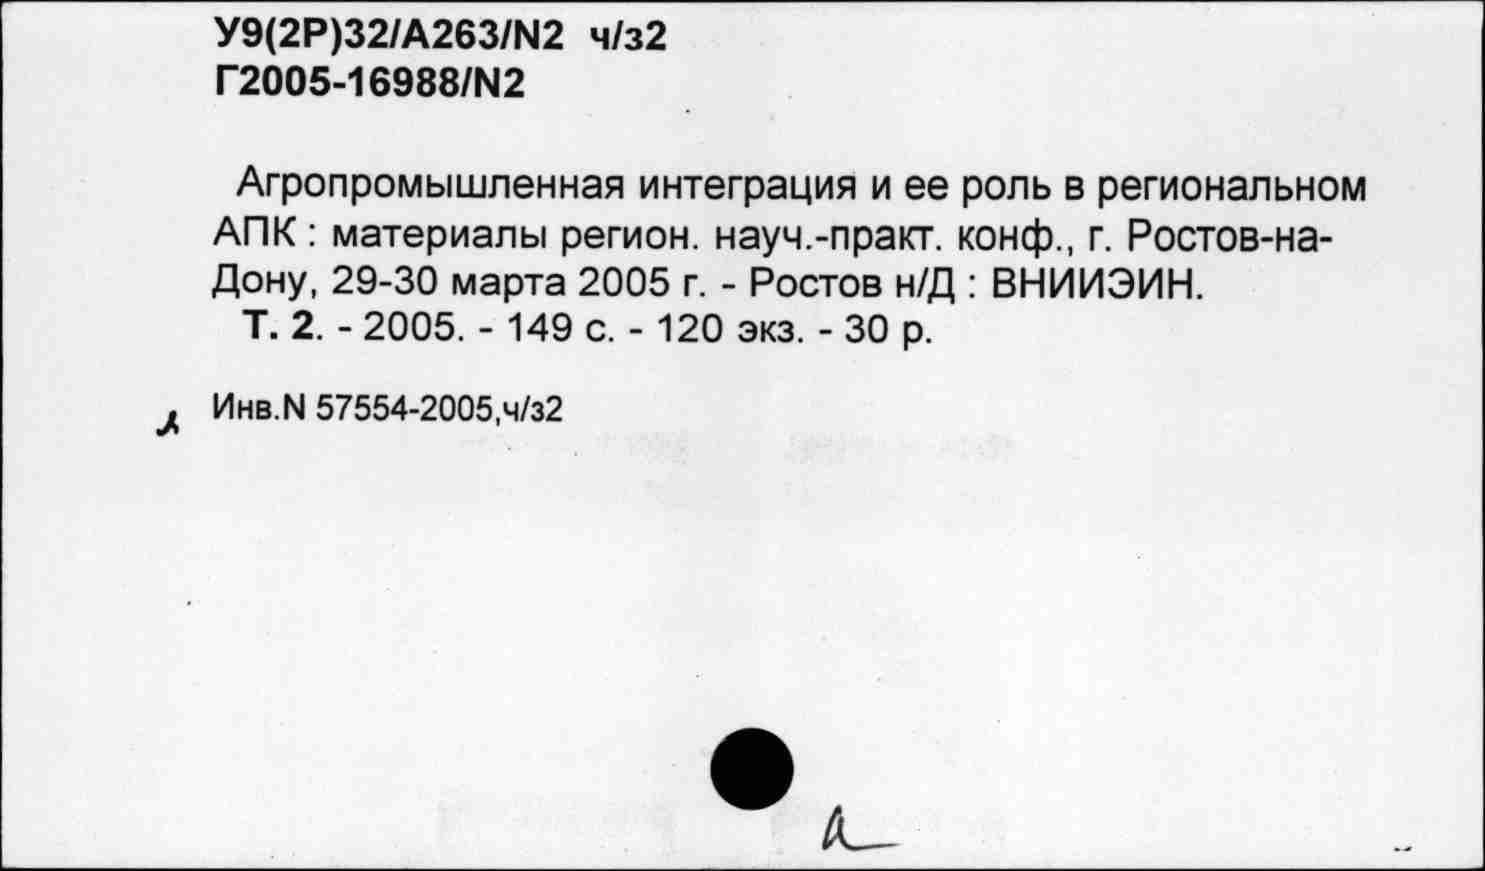 У9(2Р)32/А263/N2 ч/з2
Г2005-16988/N2
Агропромышленная интеграция и ее роль в региональном
АПК : материалы регион. науч.-практ. конф., г. Ростов-на-
Дону, 29-30 марта 2005 г. - Ростов н/Д : ВНИИЭИН.
Т. 2. - 2005. - 149 с. - 120 экз. - 30 р.
Инв.N 57554-2005,ч/з2